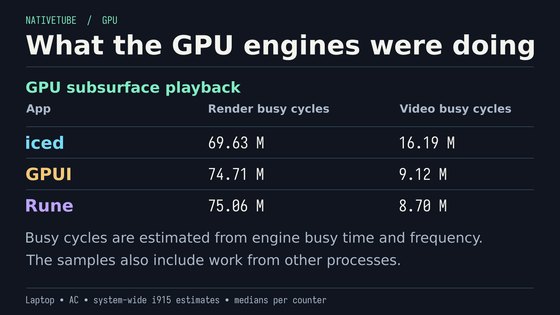 NATIVETUBE / GPU
What the GPU engines were doing
GPU subsurface playback
App Render busy cycles Video busy cycles
iced 69.63 M 16.19 M
GPUI 74.71 M 9.12 M
Rune 75.06 M 8.70 M
Busy cycles are estimated from engine busy time and frequency.
The samples also include work from other processes.
Laptop • AC • system-wide i915 estimates • medians per counter